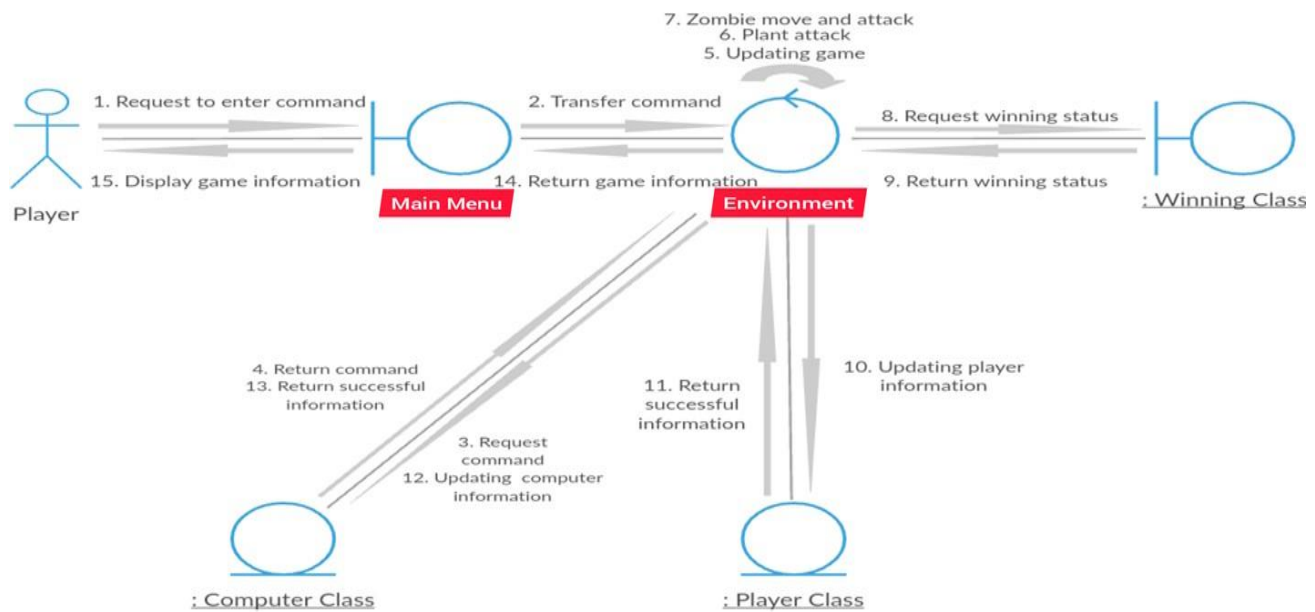 7. Zombie move and attack
6. Plant attack
5. Updating game
1. Request to enter command
2. Transfer command
8. Request winning status
15. Display game information
14. Return game information
9. Return winning status
Player
Main Menu
Environment
: Winning Class
4. Return command
13. Return successful
information
3. Request
command
12. Updating computer
information
11. Return
successful
information
10. Updating player
information
: Computer Class
: Player Class